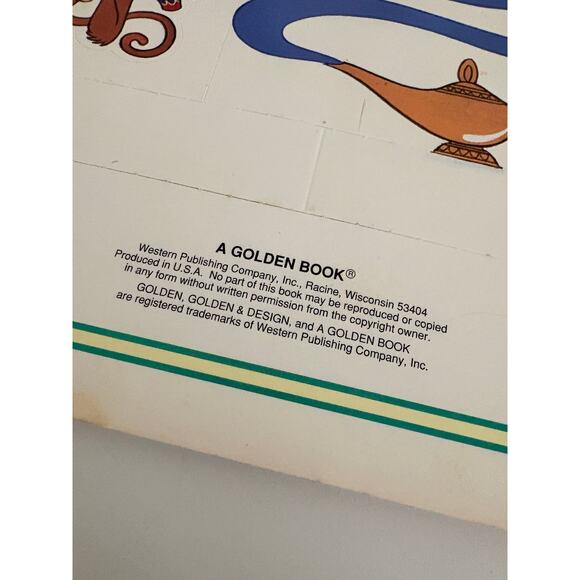 A GOLDEN BOOK®
Western Publishing Company, Inc., Racine, Wisconsin 53404
Produced in U.S.A. No part of this book may be reproduced or copied
in any form without written permission from the copyright owner.
GOLDEN, GOLDEN & DESIGN, and A GOLDEN BOOK
are registered trademarks of Western Publishing Company, Inc.